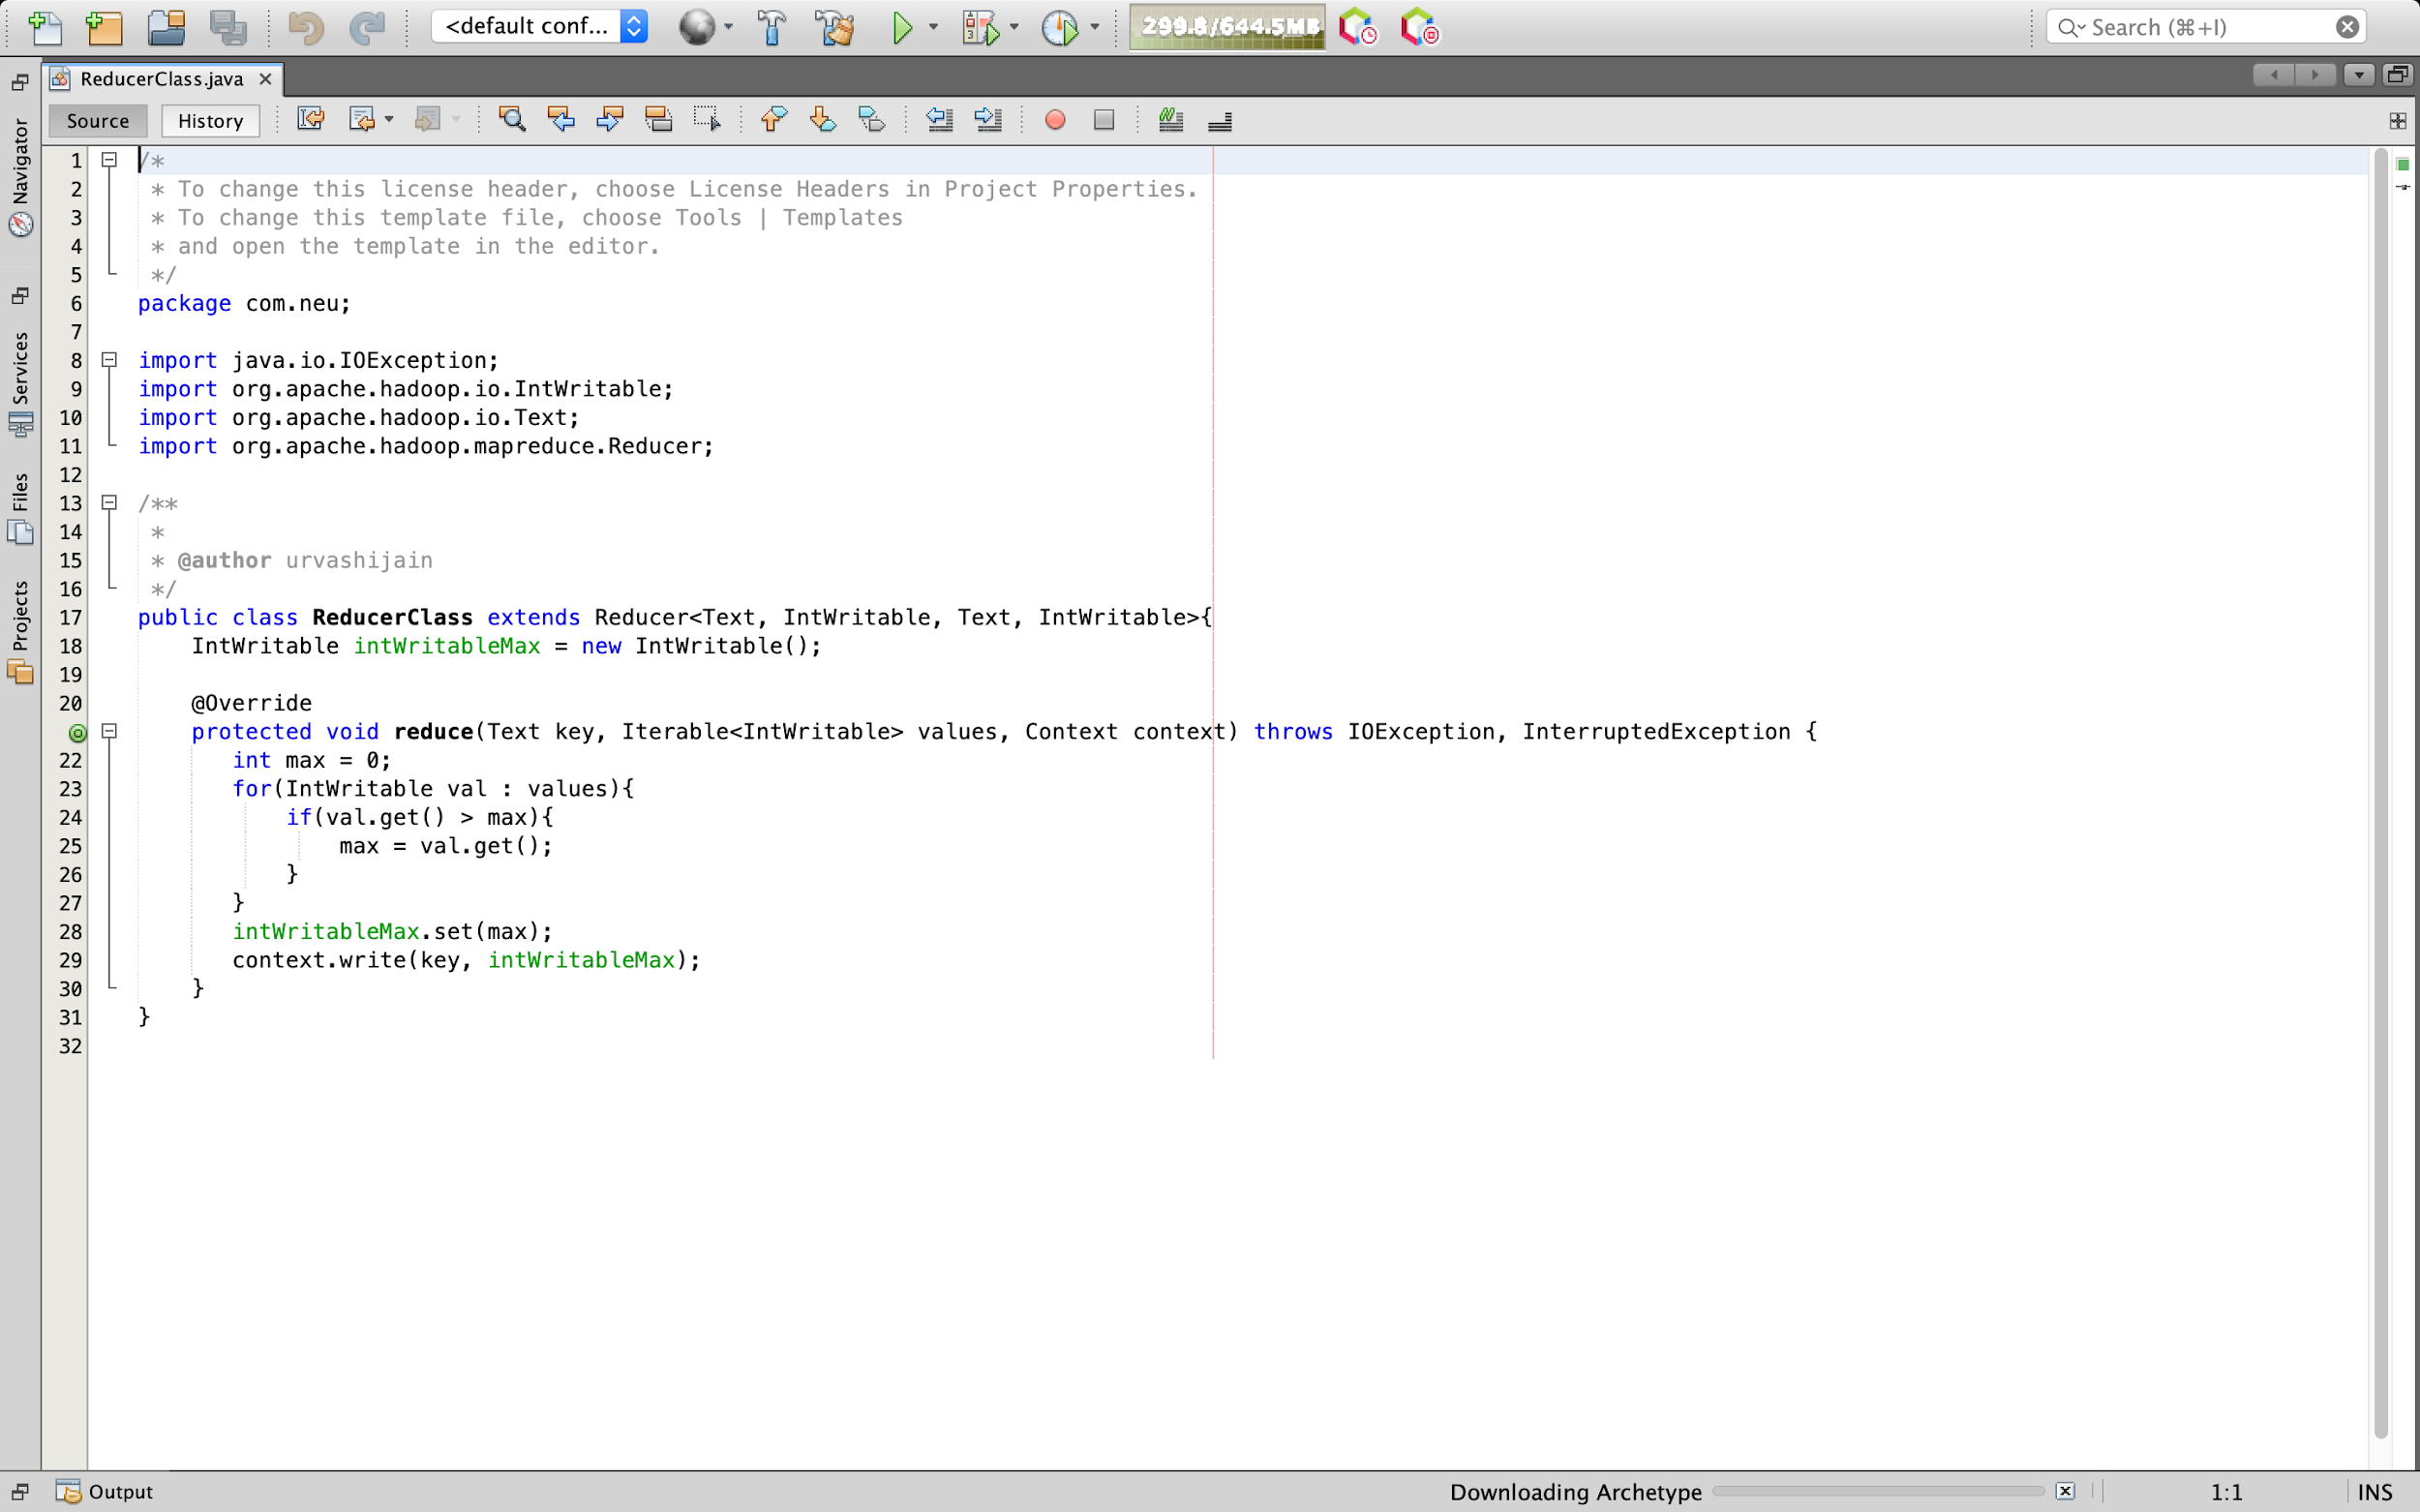 <default conf...
299.8/644.5MB
Search (⌘+I)
ReducerClass.java
Source
History
Navigator
Services
Files
Projects
1 /*
2  * To change this license header, choose License Headers in Project Properties.
3  * To change this template file, choose Tools | Templates
4  * and open the template in the editor.
5  */
6 package com.neu;
7
8 import java.io.IOException;
9 import org.apache.hadoop.io.IntWritable;
10 import org.apache.hadoop.io.Text;
11 import org.apache.hadoop.mapreduce.Reducer;
12
13 /**
14  *
15  * @author urvashijain
16  */
17 public class ReducerClass extends Reducer<Text, IntWritable, Text, IntWritable>{
18     IntWritable intWritableMax = new IntWritable();
19
20     @Override
protected void reduce(Text key, Iterable<IntWritable> values, Context context) throws IOException, InterruptedException {
22        int max = 0;
23        for(IntWritable val : values){
24            if(val.get() > max){
25                max = val.get();
26            }
27        }
28        intWritableMax.set(max);
29        context.write(key, intWritableMax);
30     }
31 }
32
Output
Downloading Archetype
1:1
INS